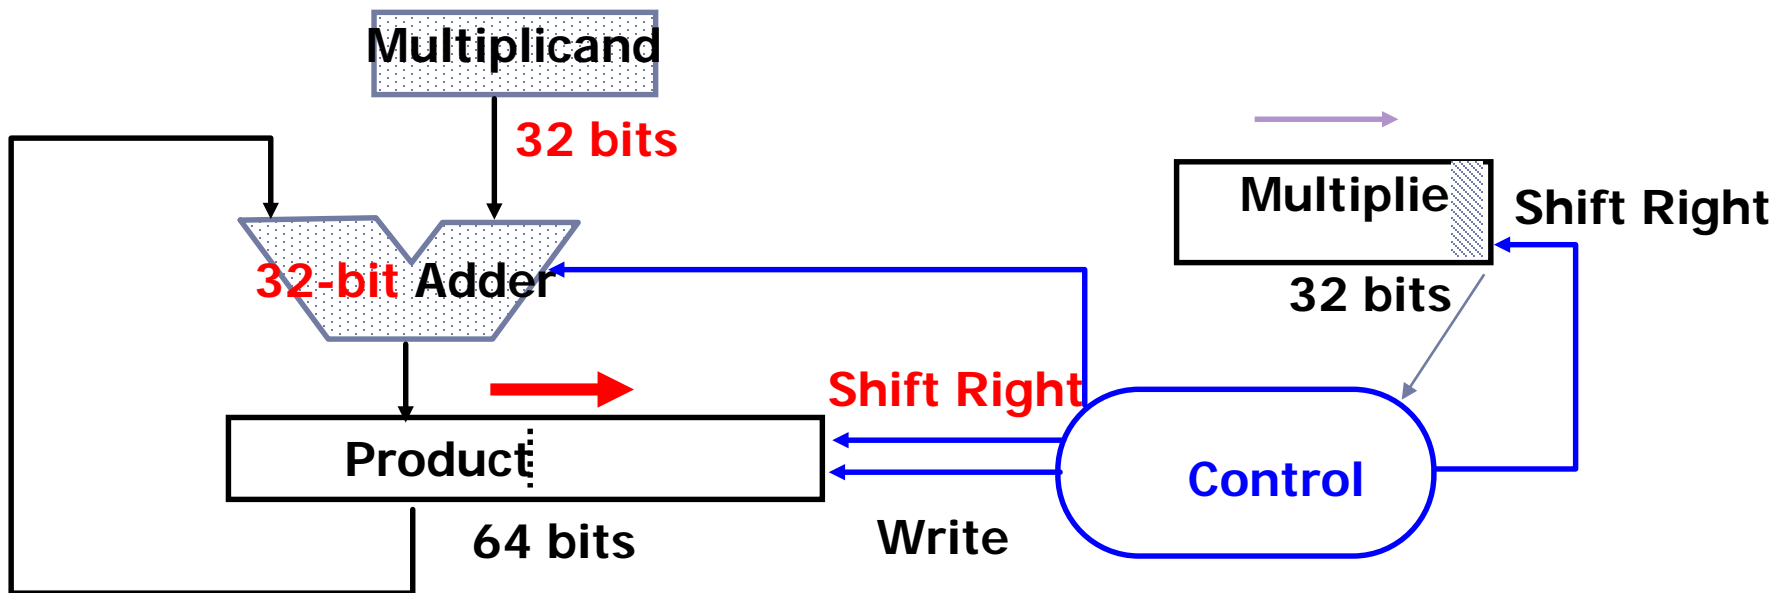 Multiplicand
32 bits
Multiplie
Shift Right
32-bit Adder
32 bits
Shift Right
Product
Control
64 bits
Write